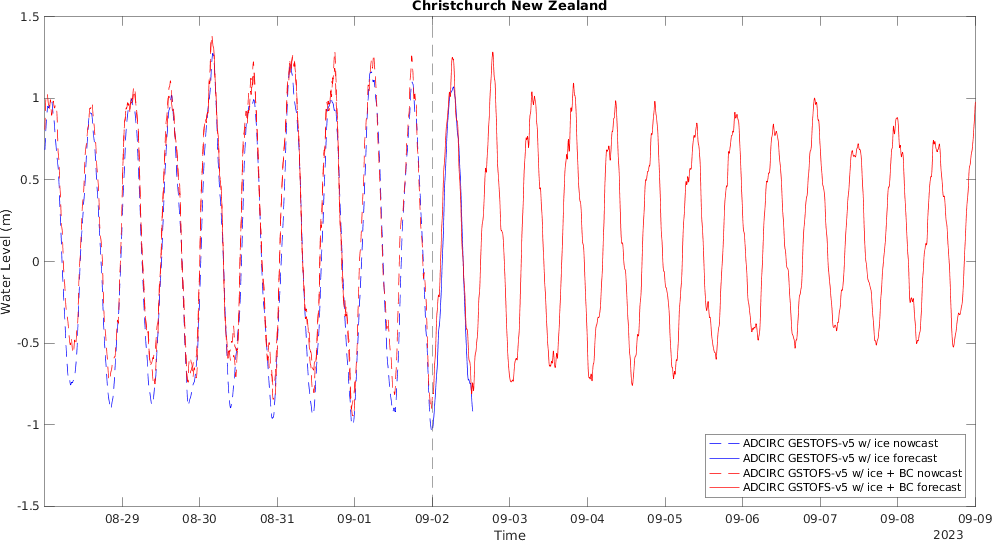 Christchurch New Zealand
1.5
1
0.5
0
-0.5
-1
-1.5
Water Level (m)
08-29 08-30 08-31 09-01 09-02 09-03 09-04 09-05 09-06 09-07 09-08 09-09
Time
2023
ADCIRC GESTOFS-v5 w/ ice nowcast
ADCIRC GESTOFS-v5 w/ ice forecast
ADCIRC GSTOFS-v5 w/ ice + BC nowcast
ADCIRC GSTOFS-v5 w/ ice + BC forecast